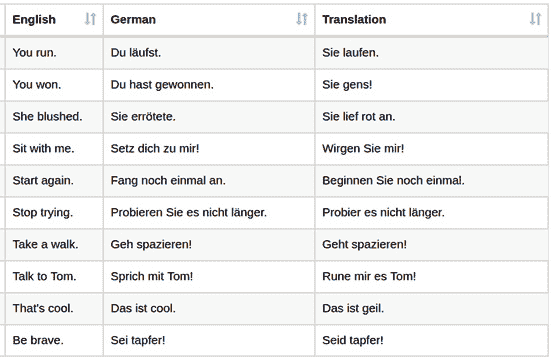 English German Translation
You run. Du läufst. Sie laufen.
You won. Du hast gewonnen. Sie gens!
She blushed. Sie errötete. Sie lief rot an.
Sit with me. Setz dich zu mir! Wirgen Sie mir!
Start again. Fang noch einmal an. Beginnen Sie noch einmal.
Stop trying. Probieren Sie es nicht länger. Probier es nicht länger.
Take a walk. Geh spazieren! Geht spazieren!
Talk to Tom. Sprich mit Tom! Rune mir es Tom!
That's cool. Das ist cool. Das ist geil.
Be brave. Sei tapfer! Seid tapfer!